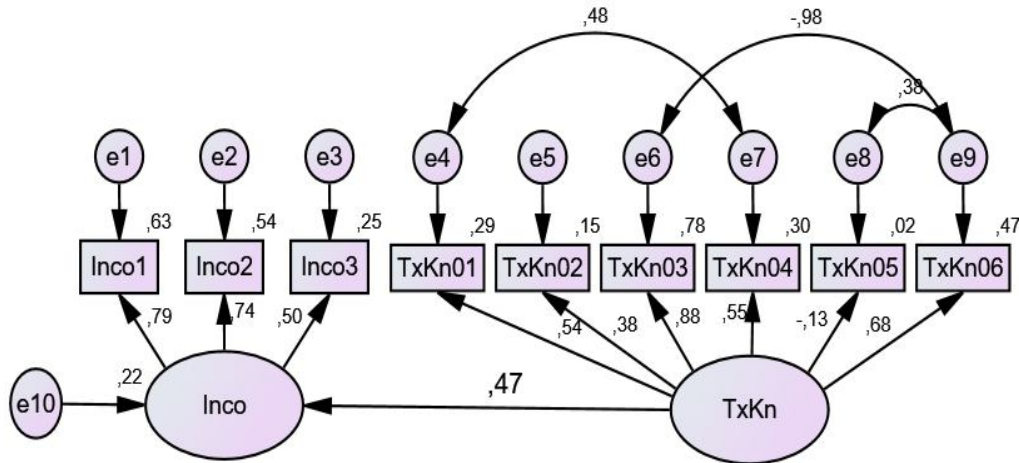 ,48
-,98
,38
e1 e2 e3 e4 e5 e6 e7 e8 e9
,63 ,54 ,25 ,29 ,15 ,78 ,30 ,02 ,47
Inco1 Inco2 Inco3 TxKn01 TxKn02 TxKn03 TxKn04 TxKn05 TxKn06
,79 ,74 ,50 ,54 ,38 ,88 ,55 -,13 ,68
,22 ,47
e10 Inco TxKn